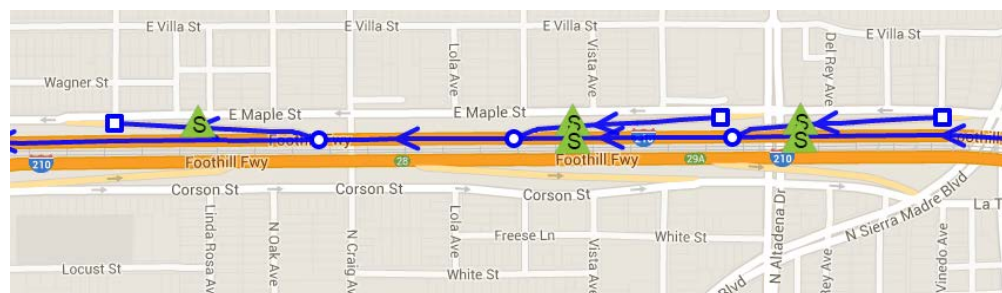 E Villa St
E Villa St
E Villa St
Lola Ave
Vista Ave
Del Rey Ave
Wagner St
E Maple St
E Maple St
S
S
S
S
S
Foothill Fwy
210
210
Foothill Fwy
28
Foothill Fwy
29A
210
Corson St
Corson St
Corson St
N Sierra Madre Blvd
La T
Linda Rosa Ave
N Oak Ave
N Craig Ave
Lola Ave
Freese Ln
Vista Ave
White St
N Altadena Dr
Vinedo Ave
Locust St
White St
Blvd